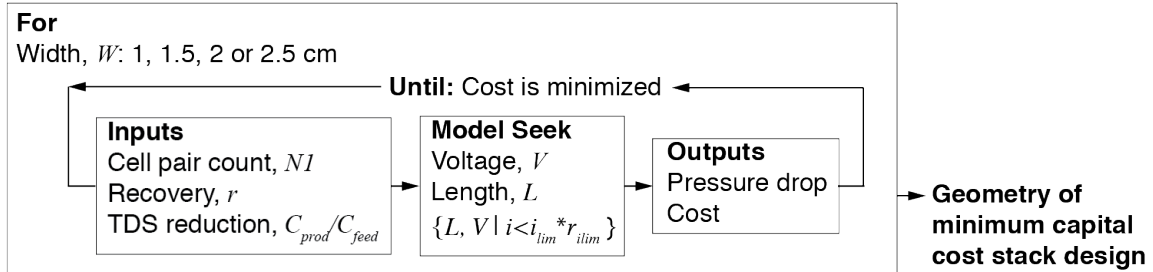 For
Width, W: 1, 1.5, 2 or 2.5 cm
Until: Cost is minimized
Inputs
Cell pair count, N1
Recovery, r
TDS reduction, C_prod/C_feed
Model Seek
Voltage, V
Length, L
{L, V | i<i_lim*r_ilim }
Outputs
Pressure drop
Cost
Geometry of
minimum capital
cost stack design